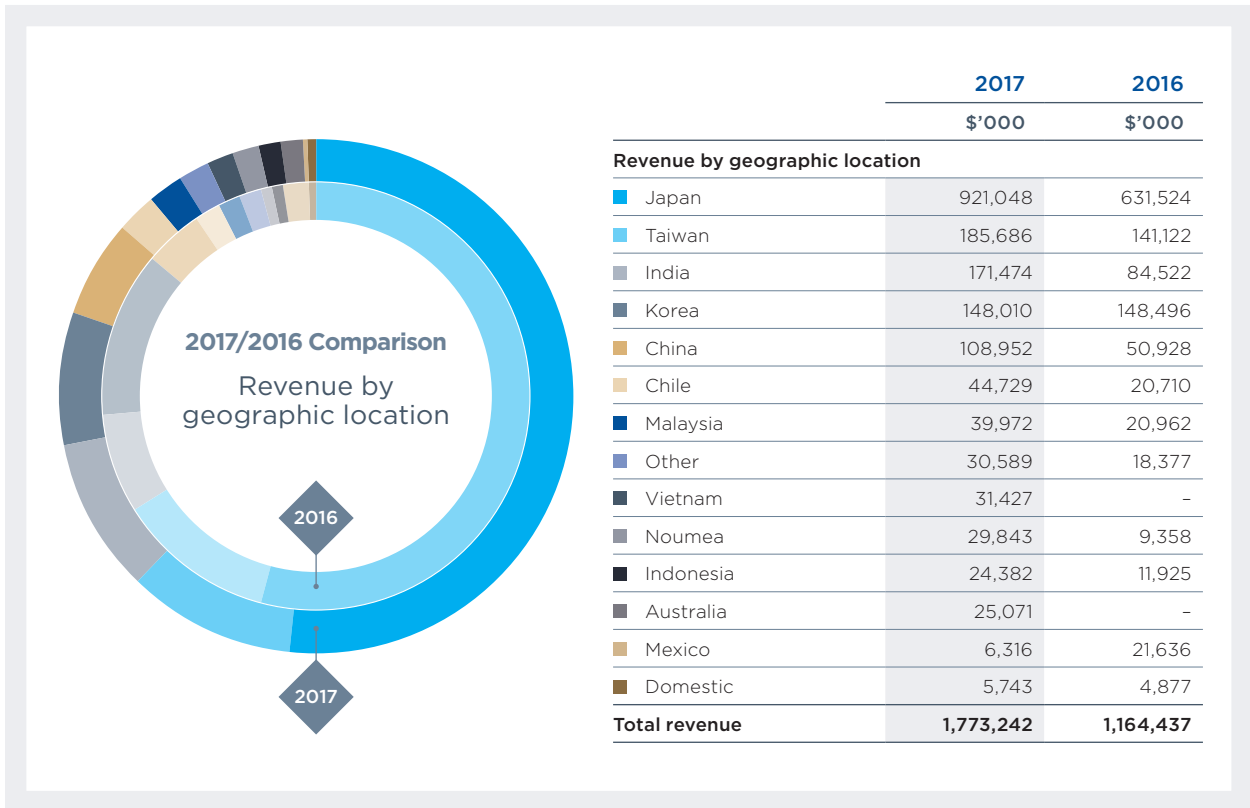 2017/2016 Comparison
Revenue by
geographic location
2016
2017
2017 2016
$’000 $’000
Revenue by geographic location
Japan 921,048 631,524
Taiwan 185,686 141,122
India 171,474 84,522
Korea 148,010 148,496
China 108,952 50,928
Chile 44,729 20,710
Malaysia 39,972 20,962
Other 30,589 18,377
Vietnam 31,427 –
Noumea 29,843 9,358
Indonesia 24,382 11,925
Australia 25,071 –
Mexico 6,316 21,636
Domestic 5,743 4,877
Total revenue 1,773,242 1,164,437